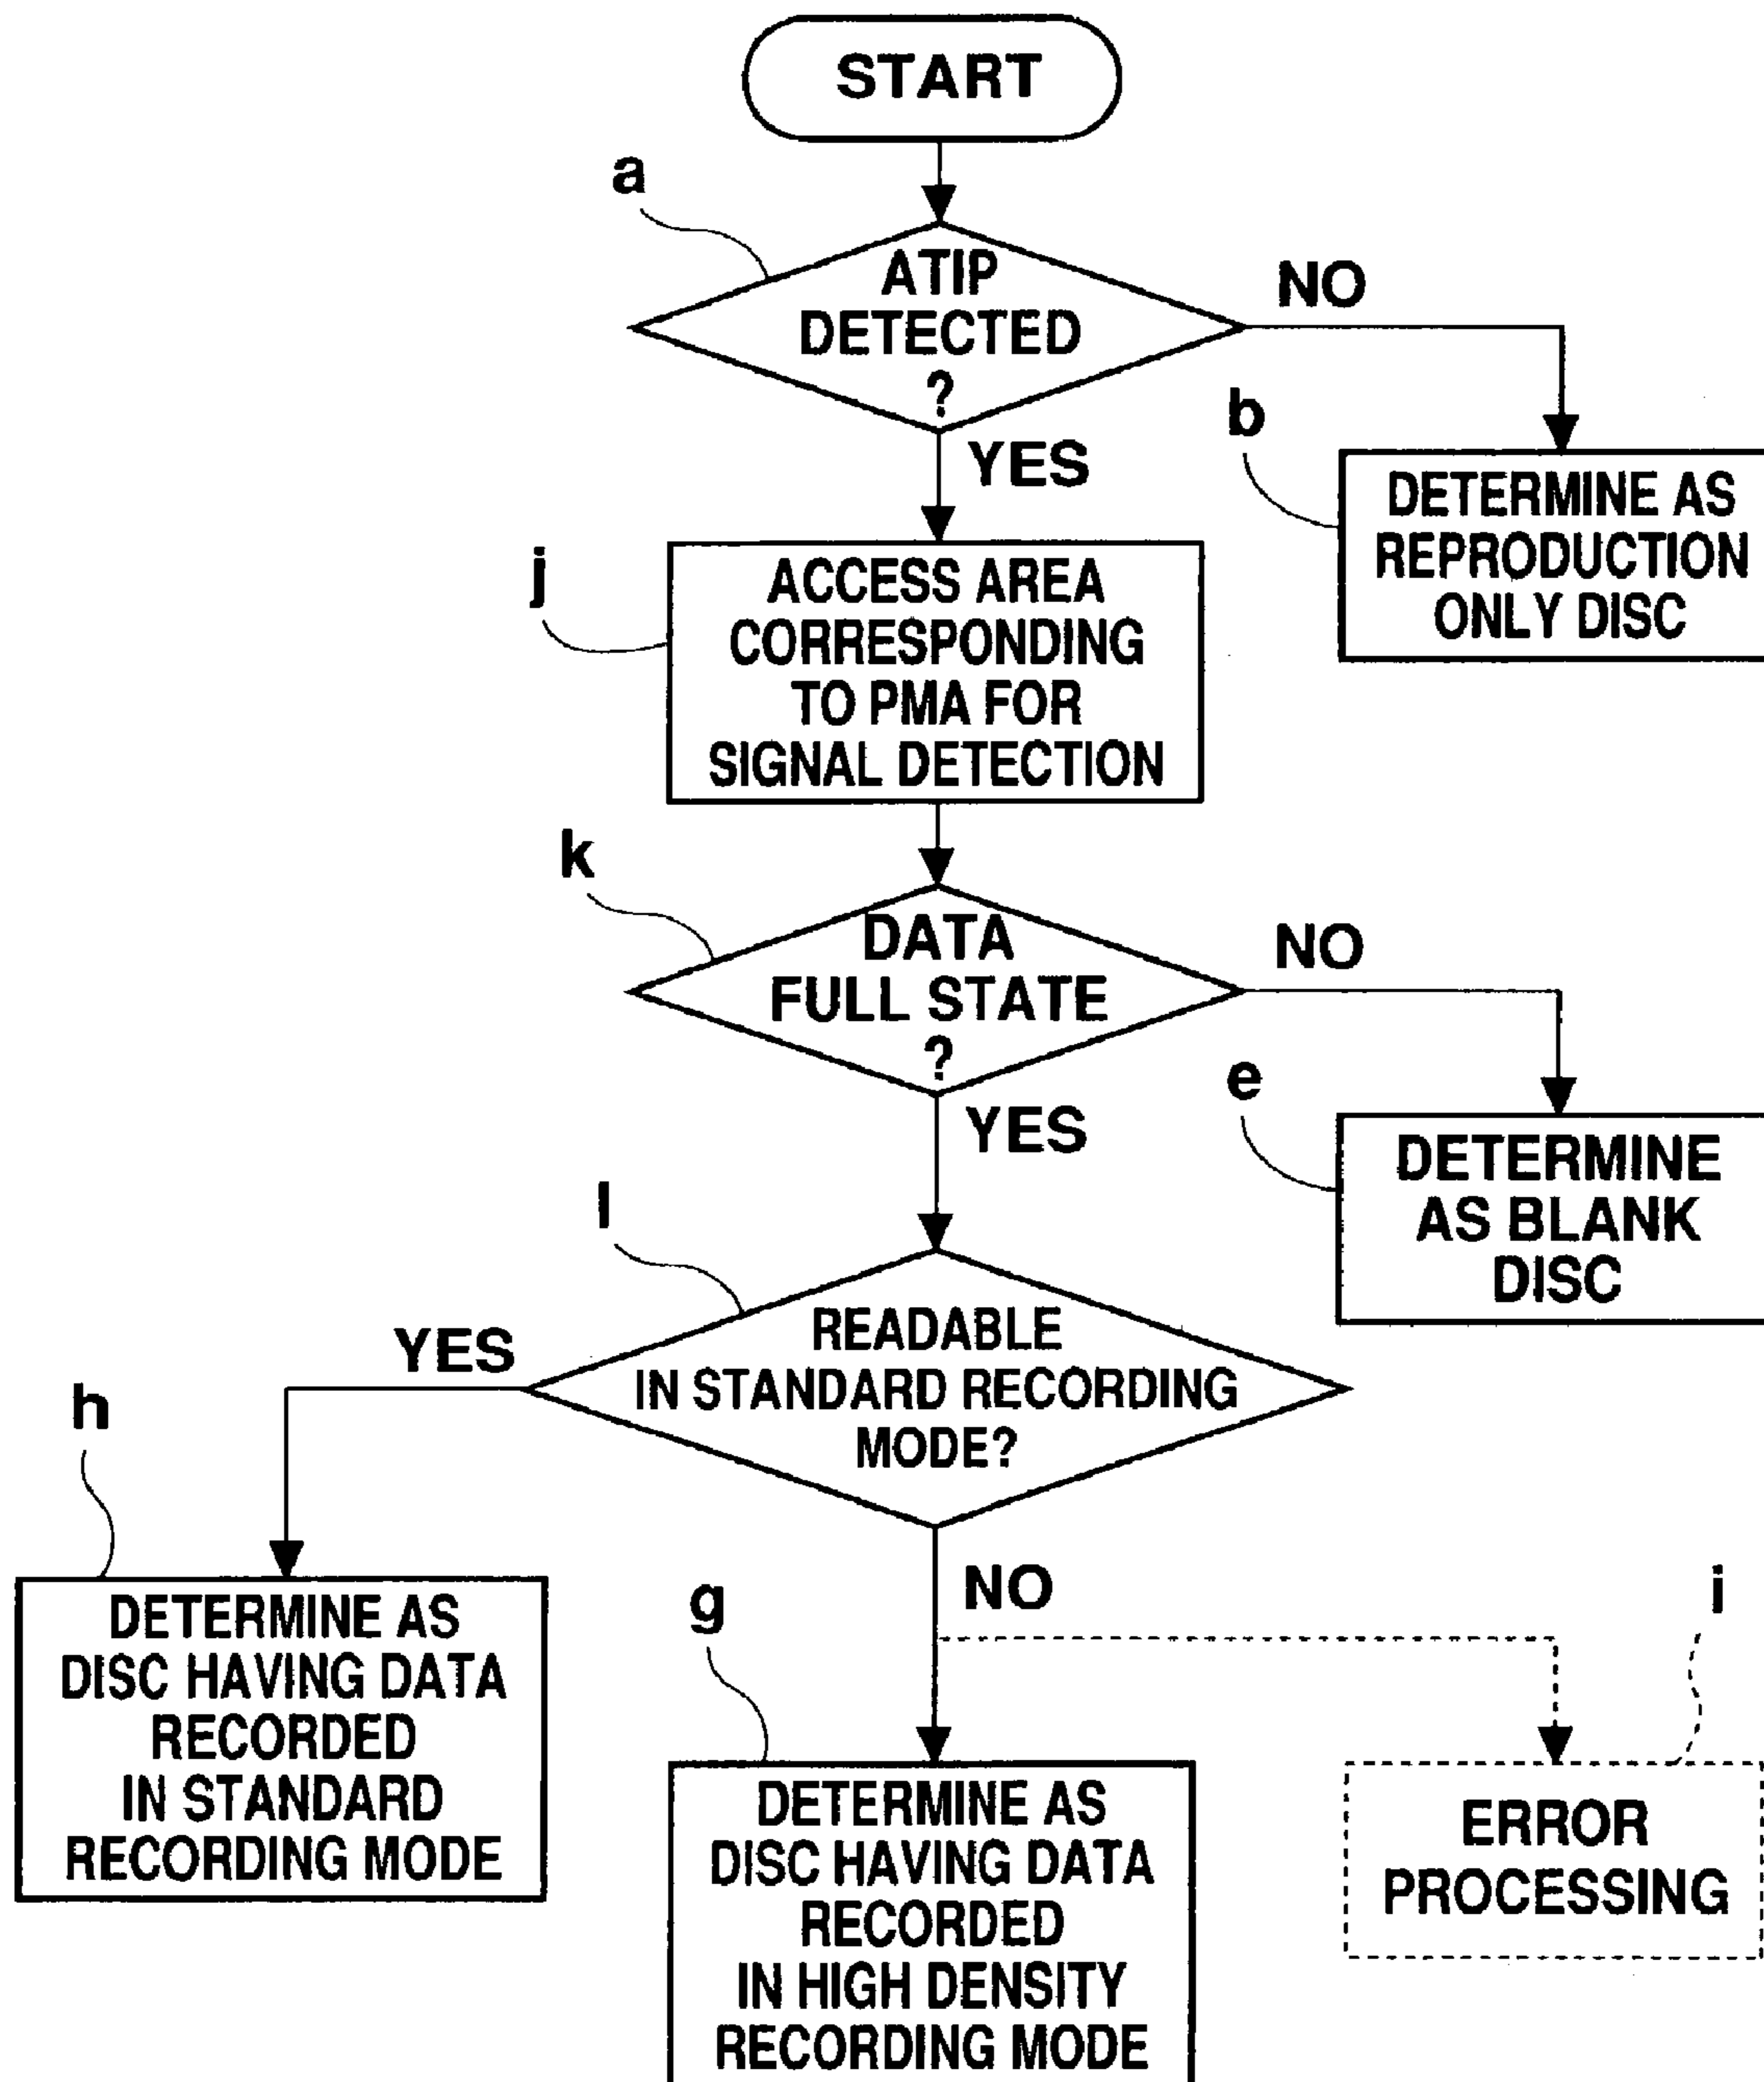 START
a
ATIP
DETECTED
?
NO
YES
b
DETERMINE AS
REPRODUCTION
ONLY DISC
j
ACCESS AREA
CORRESPONDING
TO PMA FOR
SIGNAL DETECTION
k
DATA
FULL STATE
?
NO
YES
e
DETERMINE
AS BLANK
DISC
l
READABLE
IN STANDARD RECORDING
MODE?
YES
NO
h
DETERMINE AS
DISC HAVING DATA
RECORDED
IN STANDARD
RECORDING MODE
g
DETERMINE AS
DISC HAVING DATA
RECORDED
IN HIGH DENSITY
RECORDING MODE
i
ERROR
PROCESSING